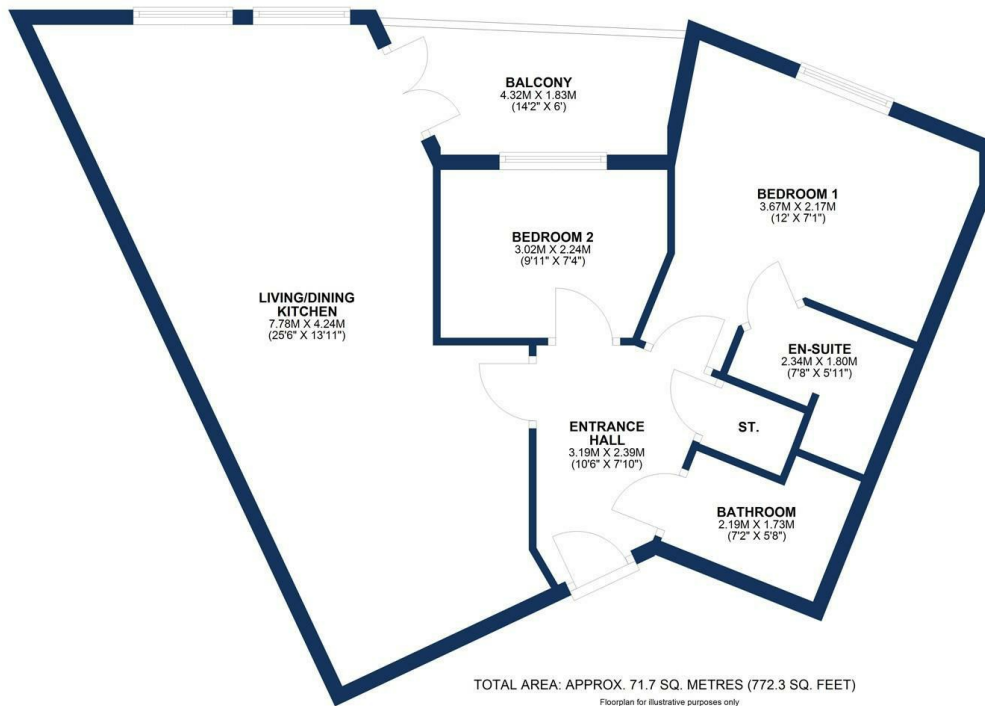 BALCONY
4.32M X 1.83M
(14'2" X 6')
BEDROOM 1
3.67M X 2.17M
(12' X 7'1")
BEDROOM 2
3.02M X 2.24M
(9'11" X 7'4")
LIVING/DINING
KITCHEN
7.78M X 4.24M
(25'6" X 13'11")
EN-SUITE
2.34M X 1.80M
(7'8" X 5'11")
ENTRANCE
HALL
3.19M X 2.39M
(10'6" X 7'10")
ST.
BATHROOM
2.19M X 1.73M
(7'2" X 5'8")
TOTAL AREA: APPROX. 71.7 SQ. METRES (772.3 SQ. FEET)
Floorplan for illustrative purposes only